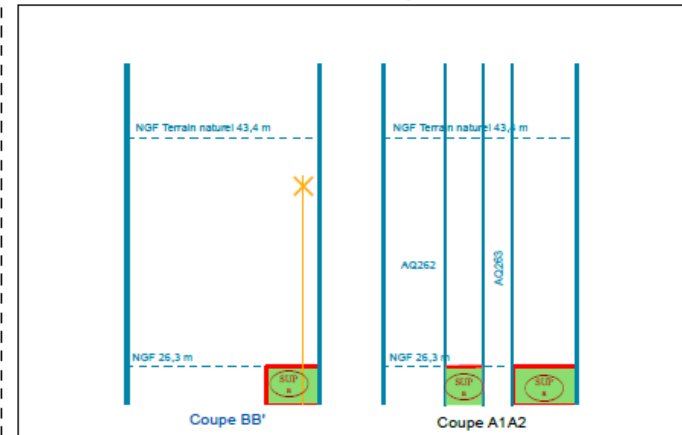 NGF Terrain naturel 43,4 m
NGF 26,3 m
SUP
Coupe BB'
NGF Terrain naturel 43,4 m
AQ262
AQ263
NGF 26,3 m
SUP
SUP
Coupe A1A2